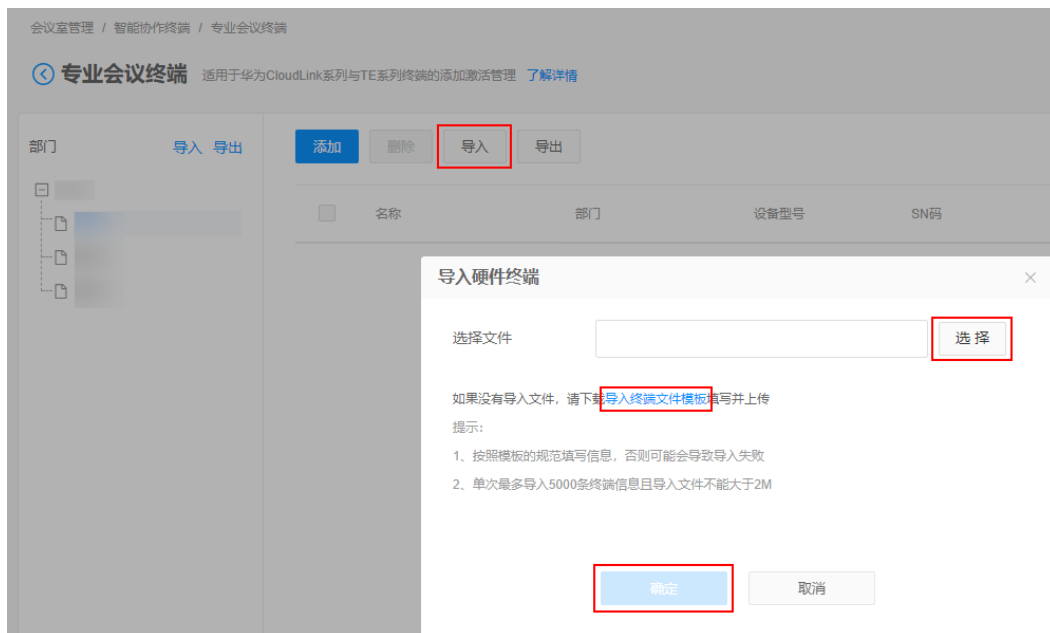 会议室管理 / 智能协作终端 / 专业会议终端
专业会议终端 适用于华为CloudLink系列与TE系列终端的添加激活管理 了解详情
部门 导入 导出
添加 删除 导入 导出
名称 部门 设备型号 SN码
导入硬件终端
选择文件 选 择
如果没有导入文件，请下载导入终端文件模板填写并上传
提示：
1、按照模板的规范填写信息，否则可能会导致导入失败
2、单次最多导入5000条终端信息且导入文件不能大于2M
确定 取消